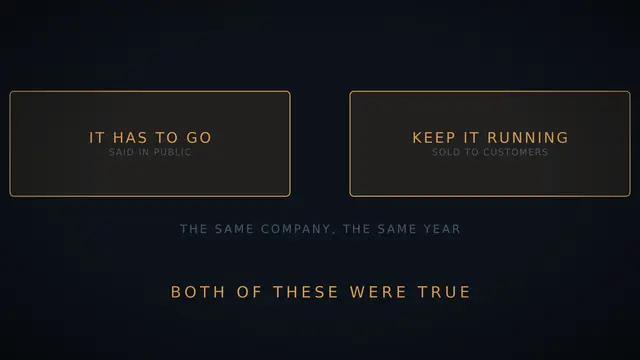 IT HAS TO GO
SAID IN PUBLIC
KEEP IT RUNNING
SOLD TO CUSTOMERS
THE SAME COMPANY, THE SAME YEAR
BOTH OF THESE WERE TRUE